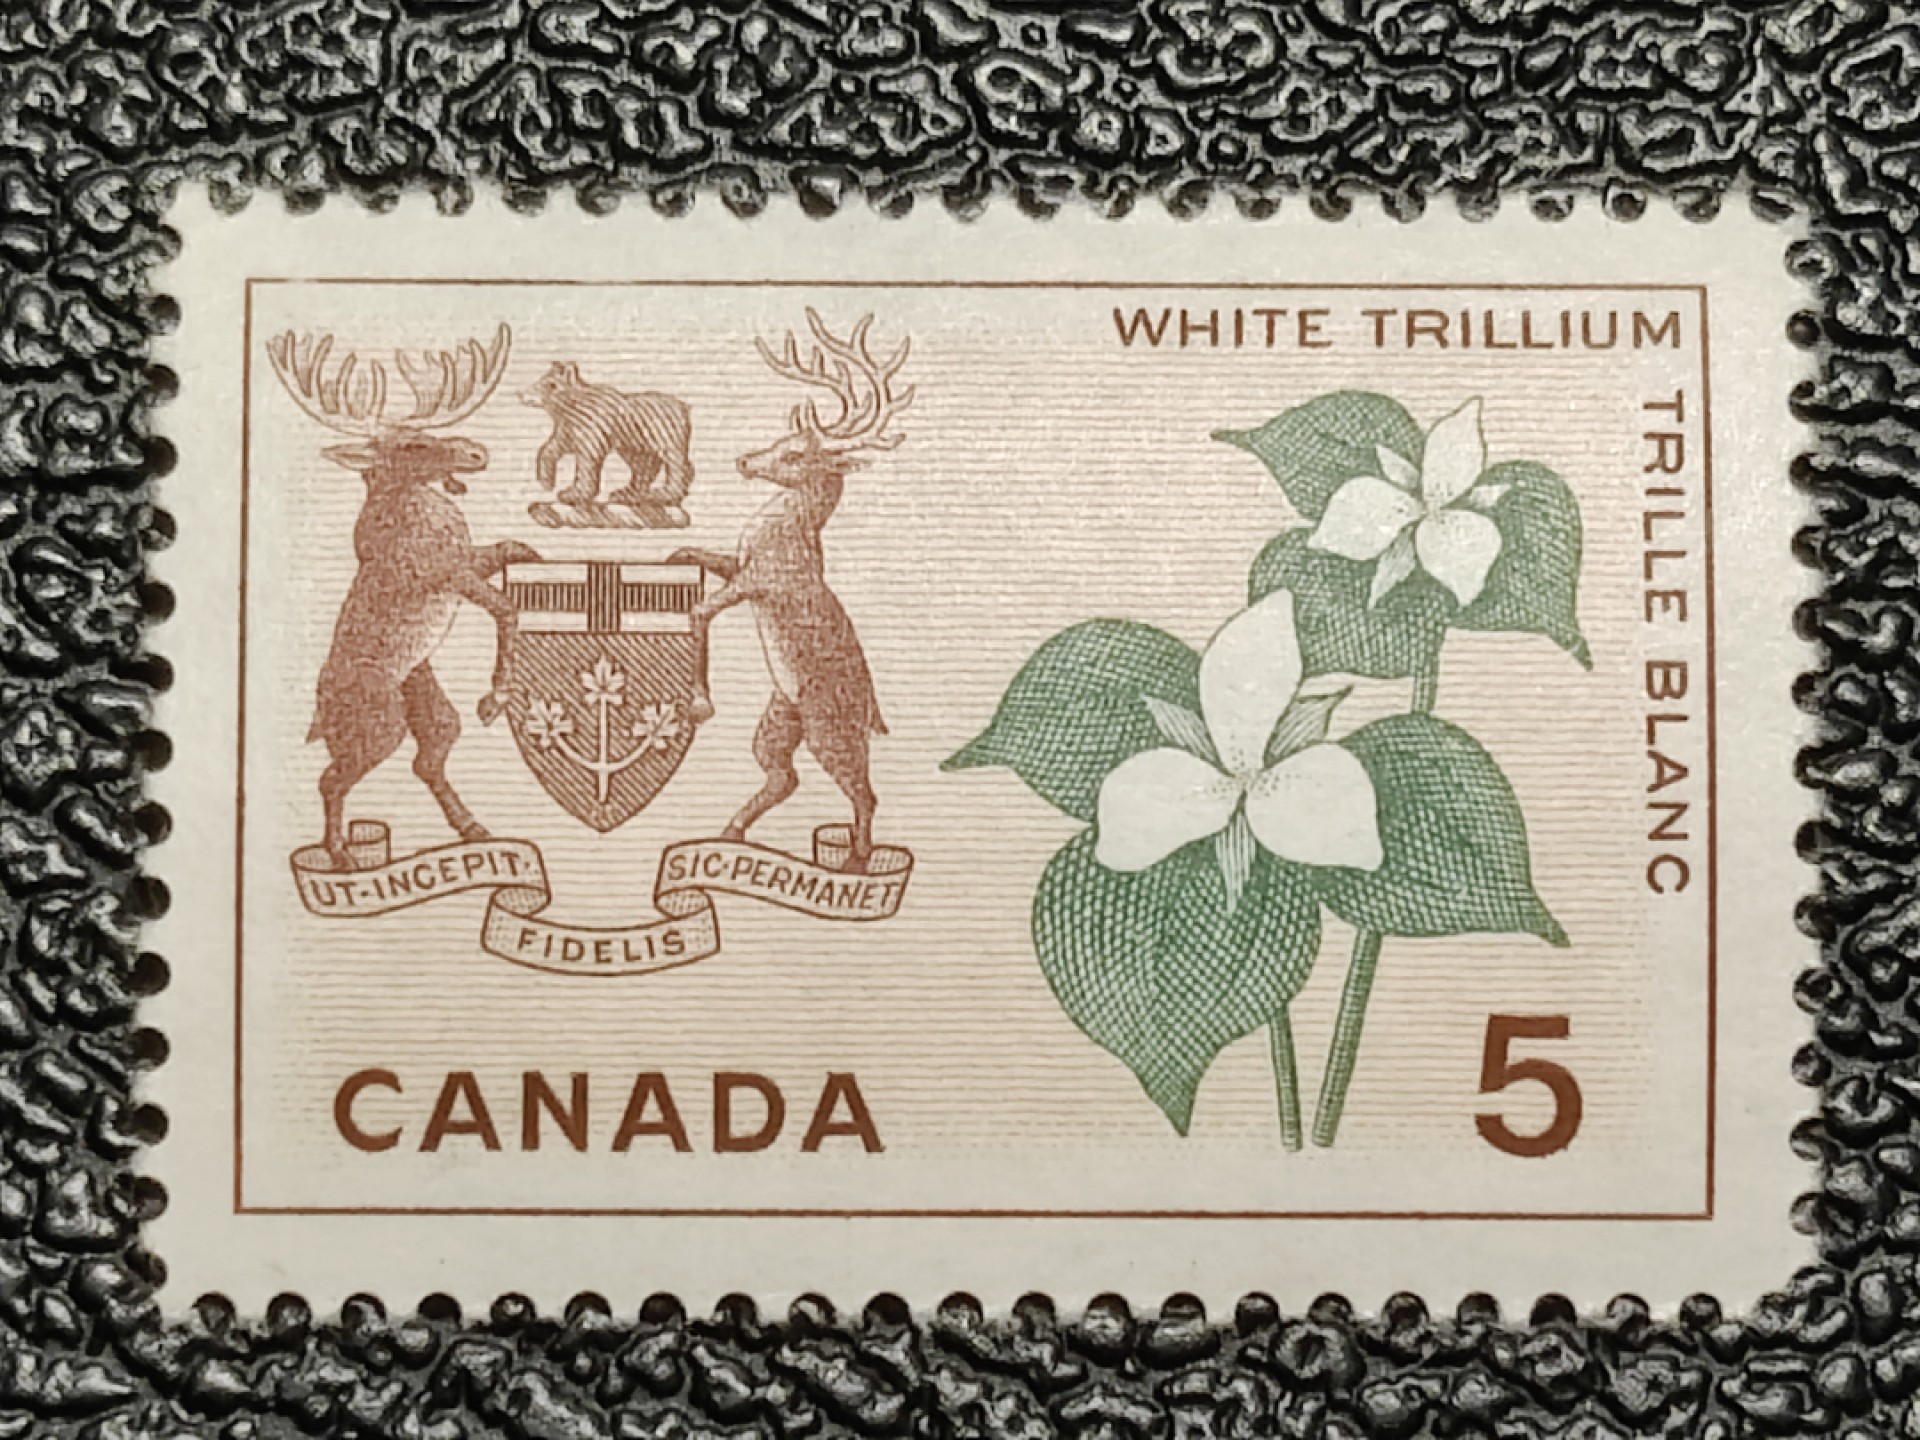 WHITE TRILLIUM
TRILLE BLANC
UT-INCEPIT·
FIDELIS
SIC·PERMANET
CANADA
5